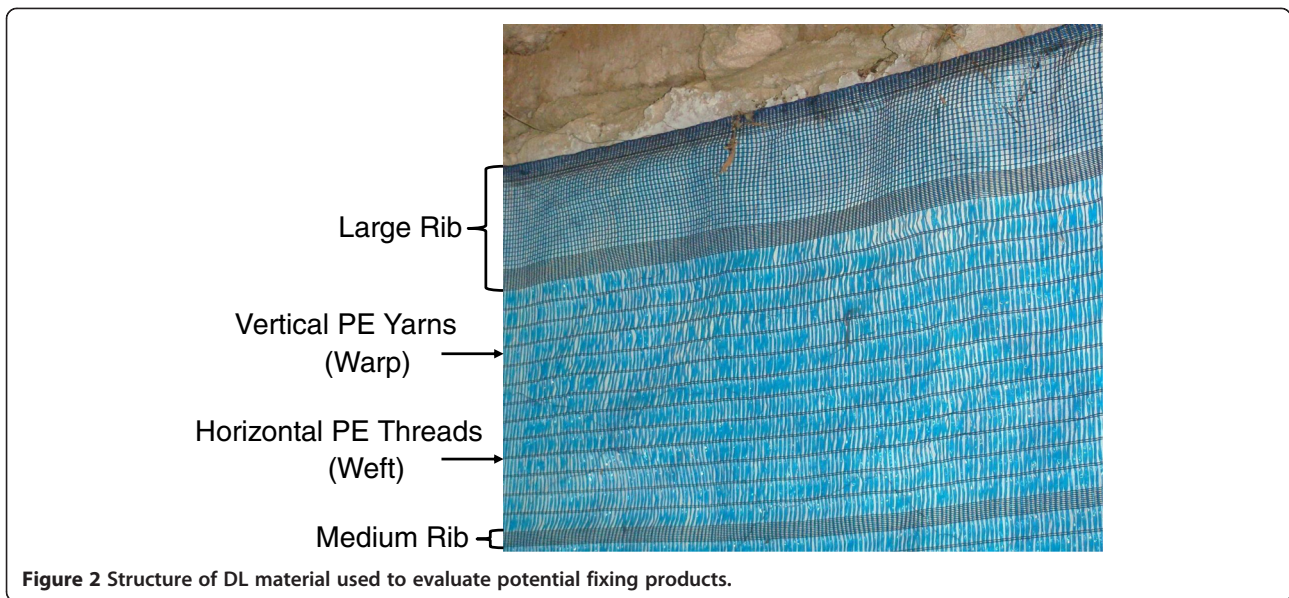 Large Rib
Vertical PE Yarns
(Warp)
Horizontal PE Threads
(Weft)
Medium Rib
Figure 2 Structure of DL material used to evaluate potential fixing products.